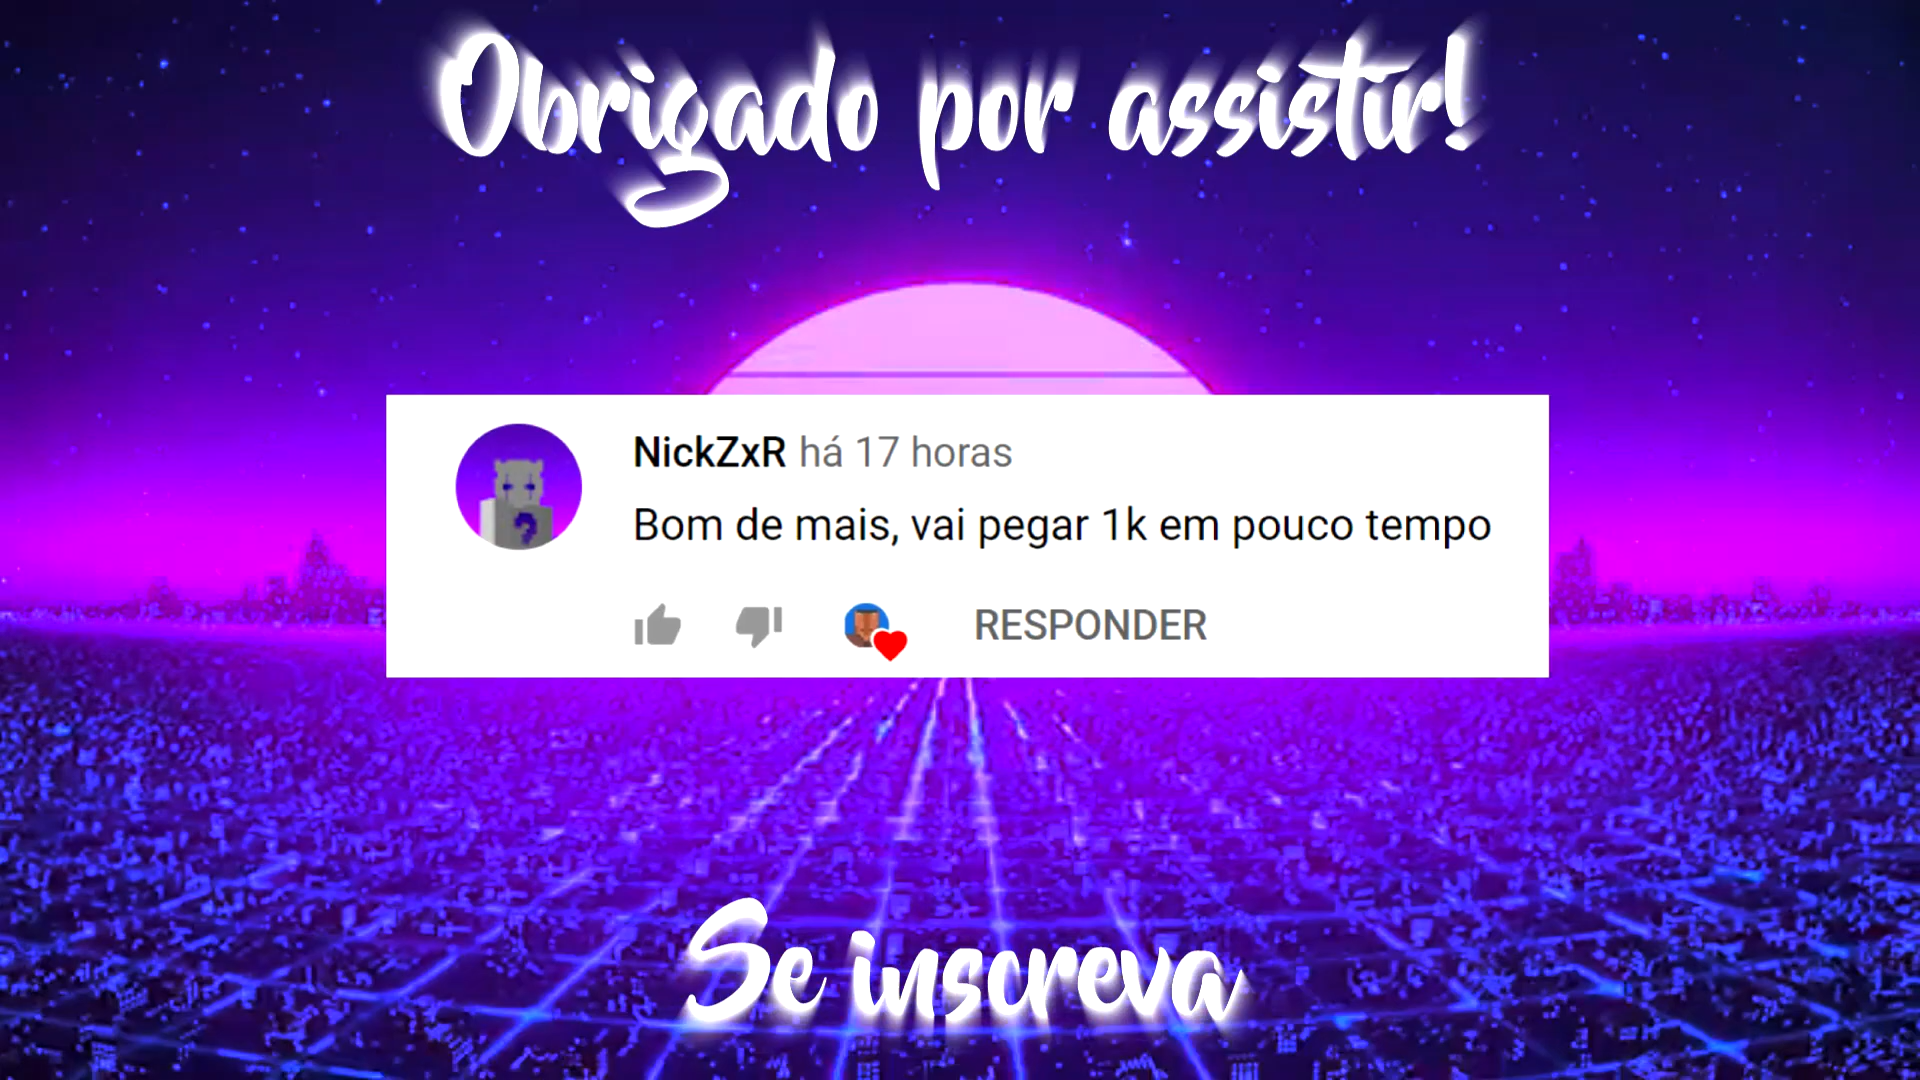 Obrigado por assistir!
NickZxR há 17 horas
Bom de mais, vai pegar 1k em pouco tempo
RESPONDER
Se inscreva